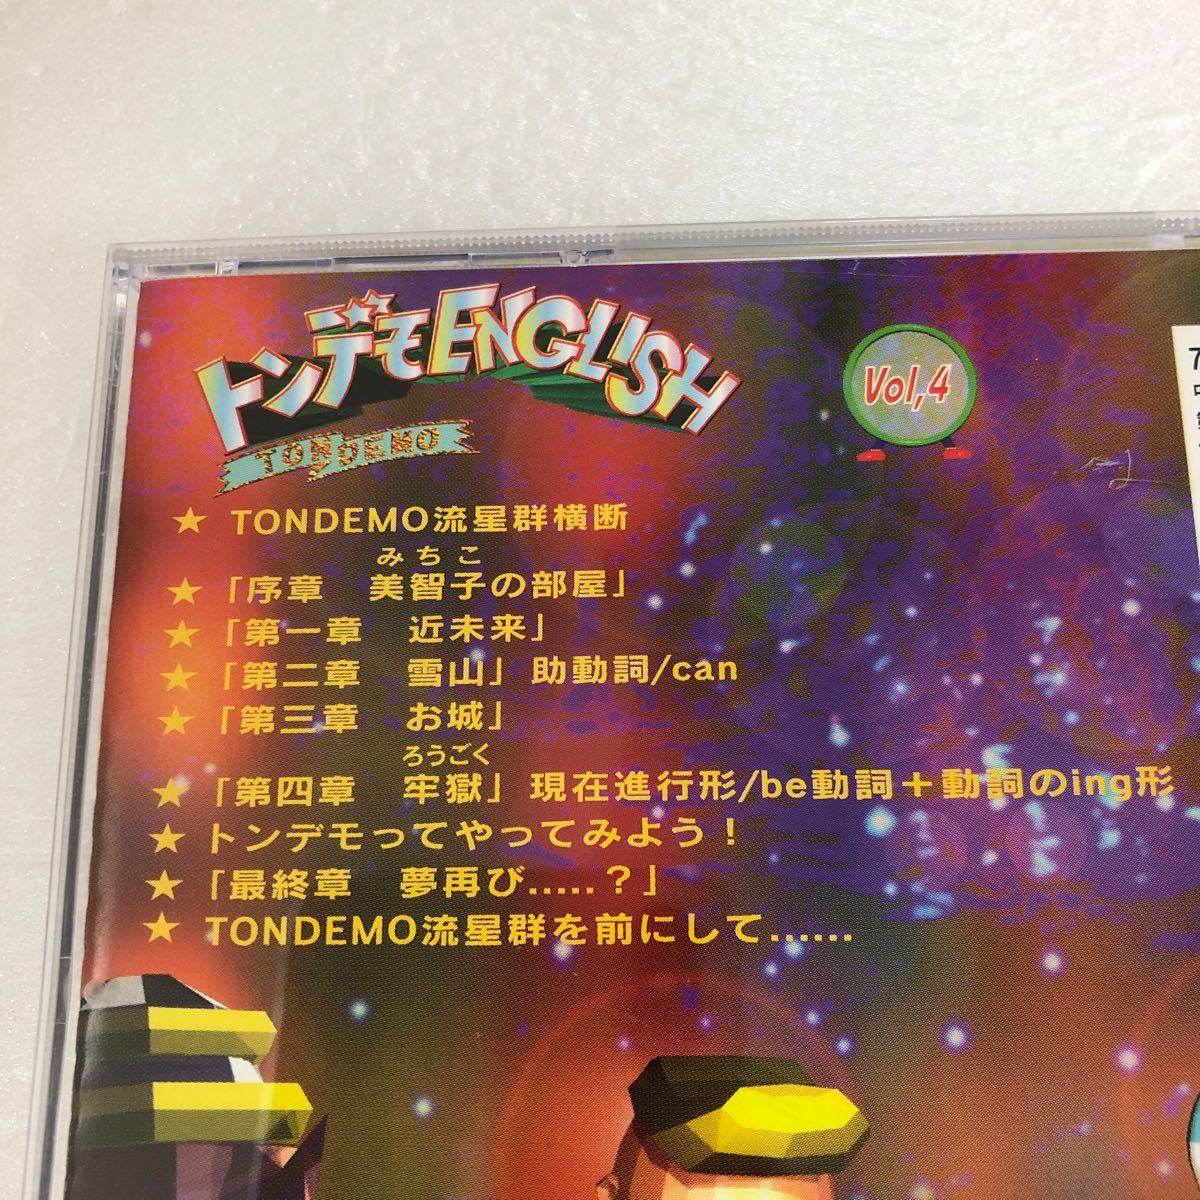 トンデモENGLISH
TONDEMO
Vol,4
★ TONDEMO流星群横断
みちこ
★「序章　美智子の部屋」
★「第一章　近未来」
★「第二章　雪山」助動詞/can
★「第三章　お城」
ろうごく
★「第四章　牢獄」現在進行形/be動詞＋動詞のing形
★トンデモってやってみよう！
★「最終章　夢再び……？」
★ TONDEMO流星群を前にして……
7